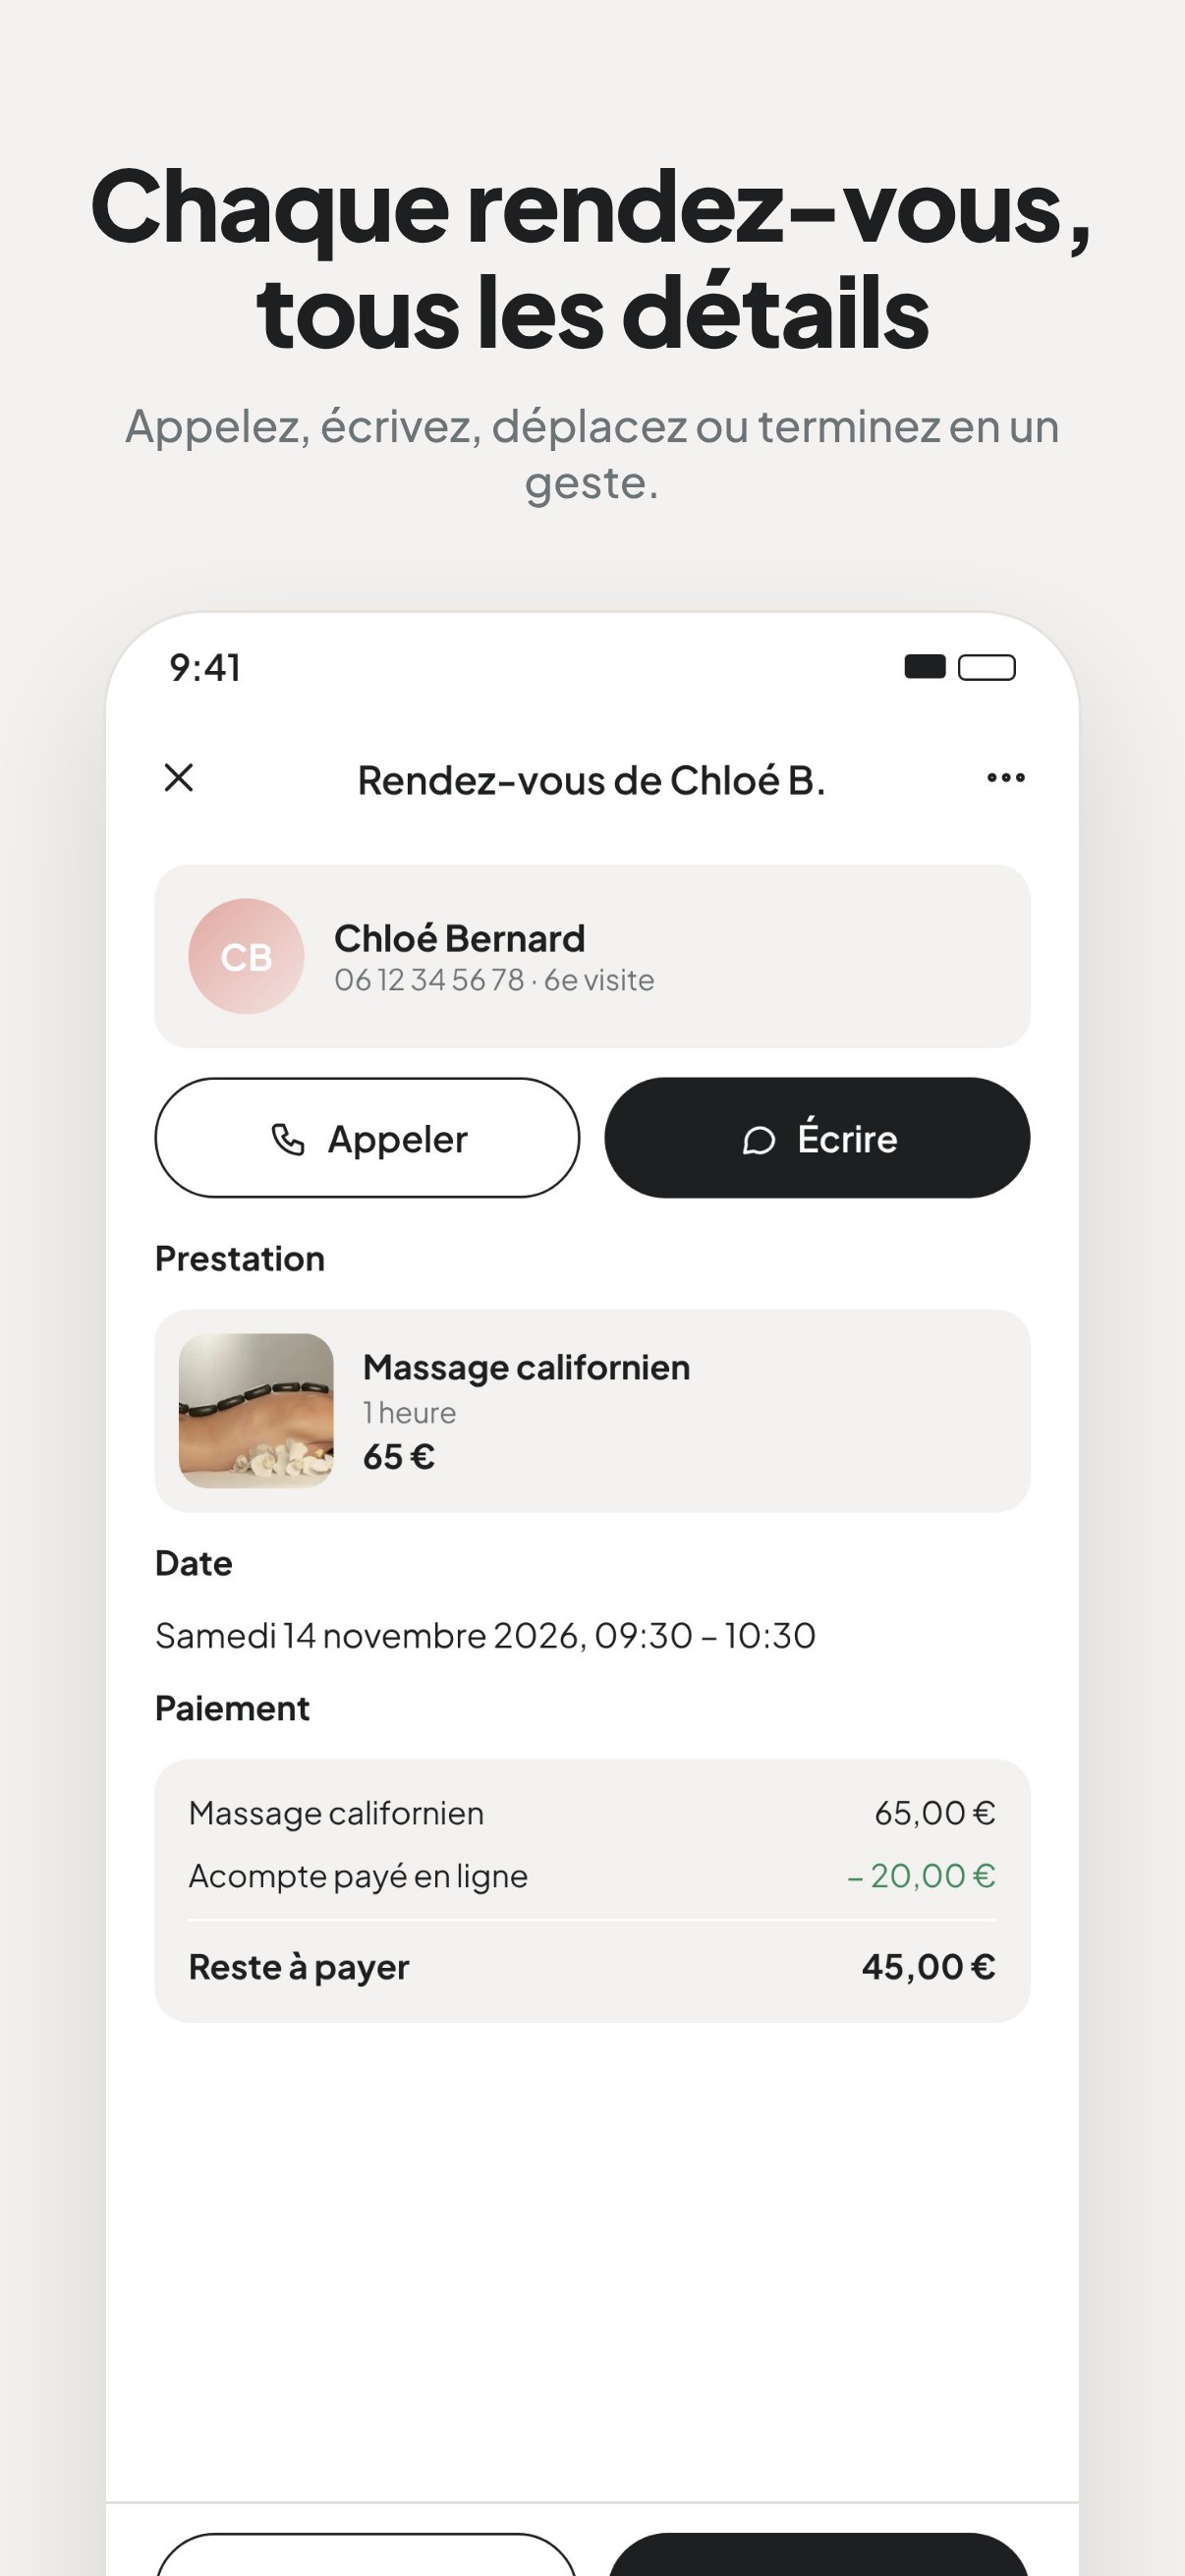 Chaque rendez-vous,
tous les détails
Appelez, écrivez, déplacez ou terminez en un
geste.
9:41
Rendez-vous de Chloé B.
CB
Chloé Bernard
06 12 34 56 78 · 6e visite
Appeler
Écrire
Prestation
Massage californien
1 heure
65 €
Date
Samedi 14 novembre 2026, 09:30 – 10:30
Paiement
Massage californien 65,00 €
Acompte payé en ligne – 20,00 €
Reste à payer 45,00 €